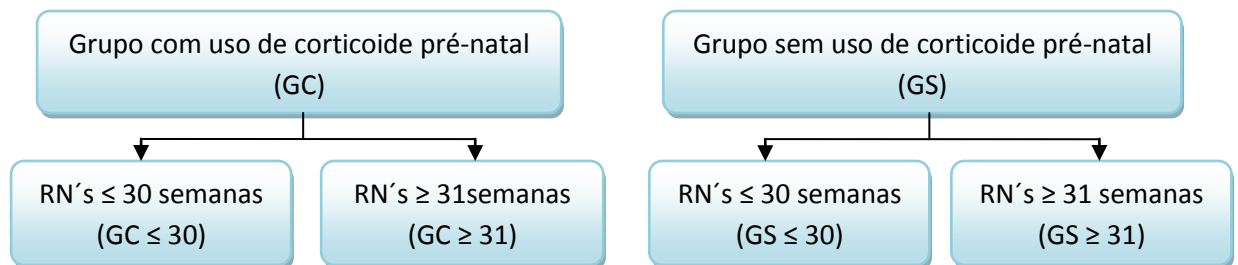 Grupo com uso de corticoide pré-natal
(GC)
Grupo sem uso de corticoide pré-natal
(GS)
RN´s ≤ 30 semanas
(GC ≤ 30)
RN´s ≥ 31semanas
(GC ≥ 31)
RN´s ≤ 30 semanas
(GS ≤ 30)
RN´s ≥ 31 semanas
(GS ≥ 31)